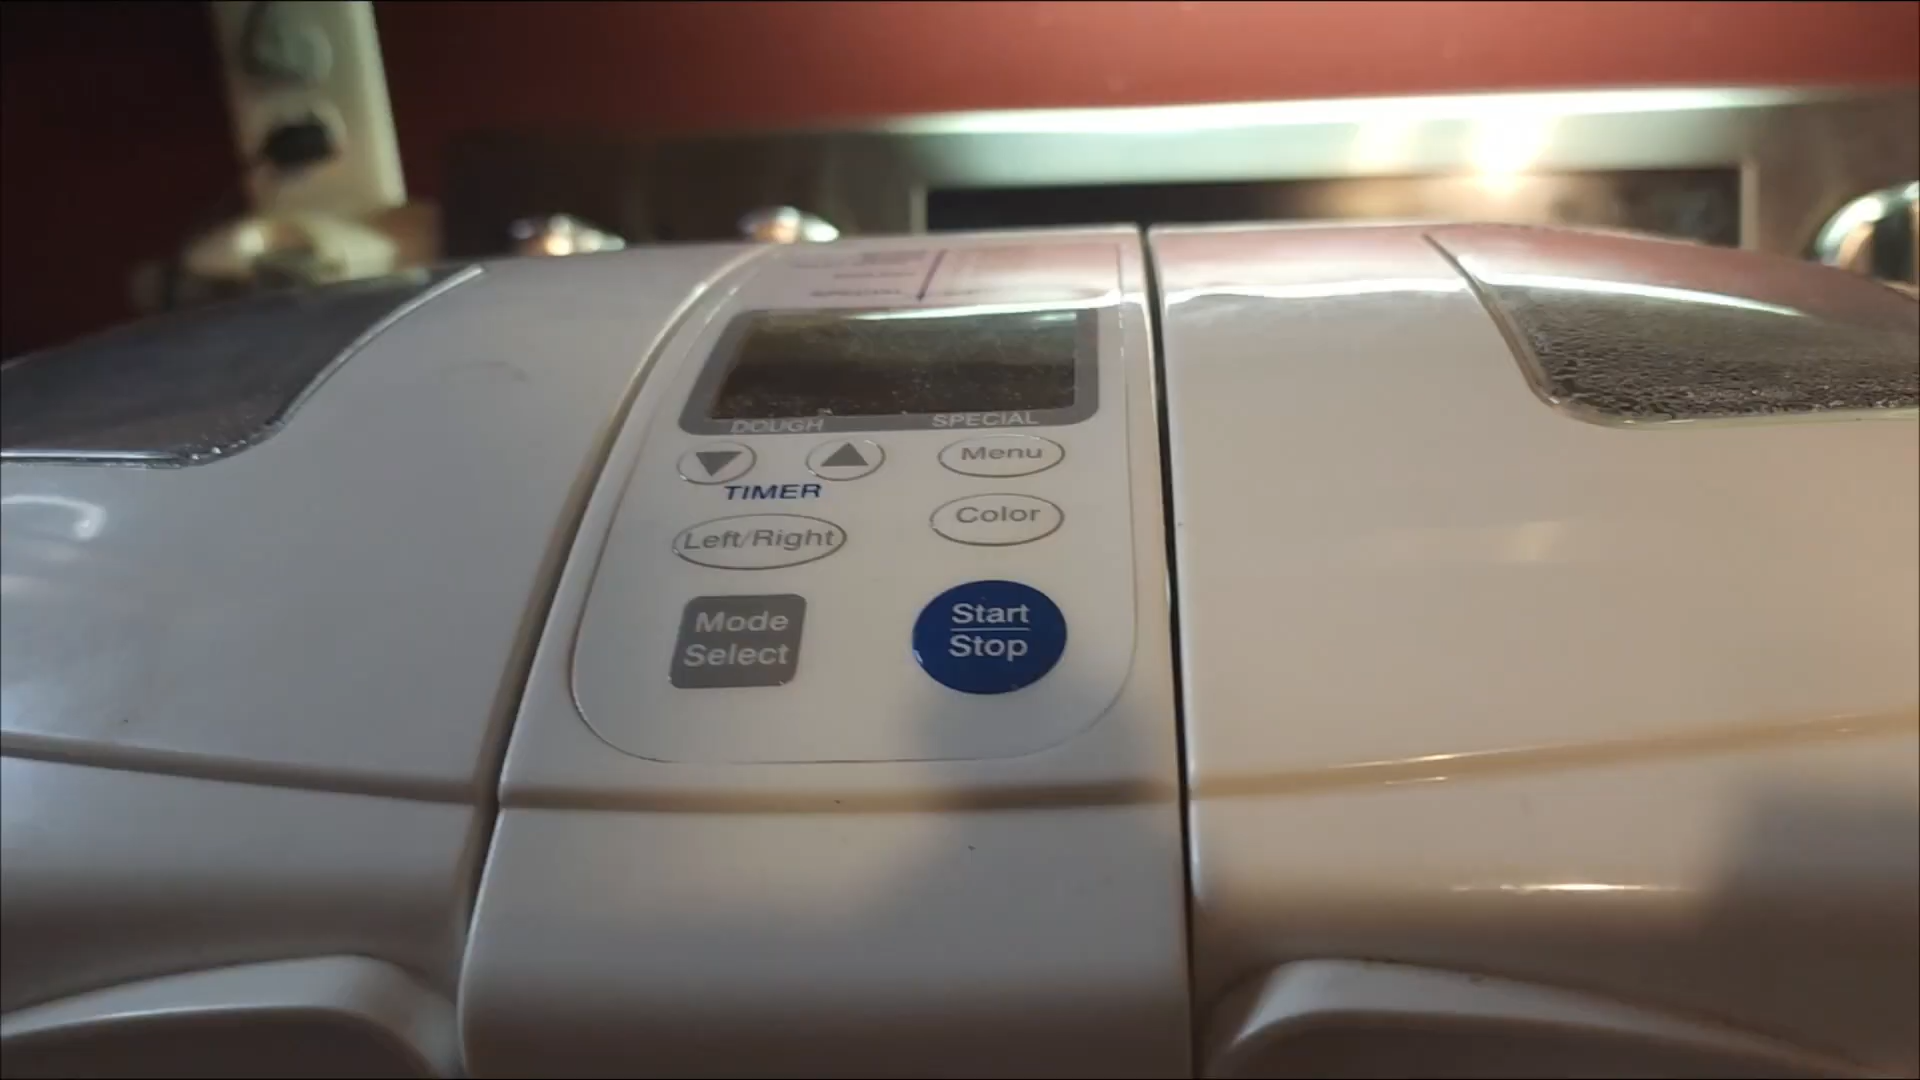 DOUGH SPECIAL
Menu
TIMER
Color
Left/Right
Mode
Select
Start
Stop